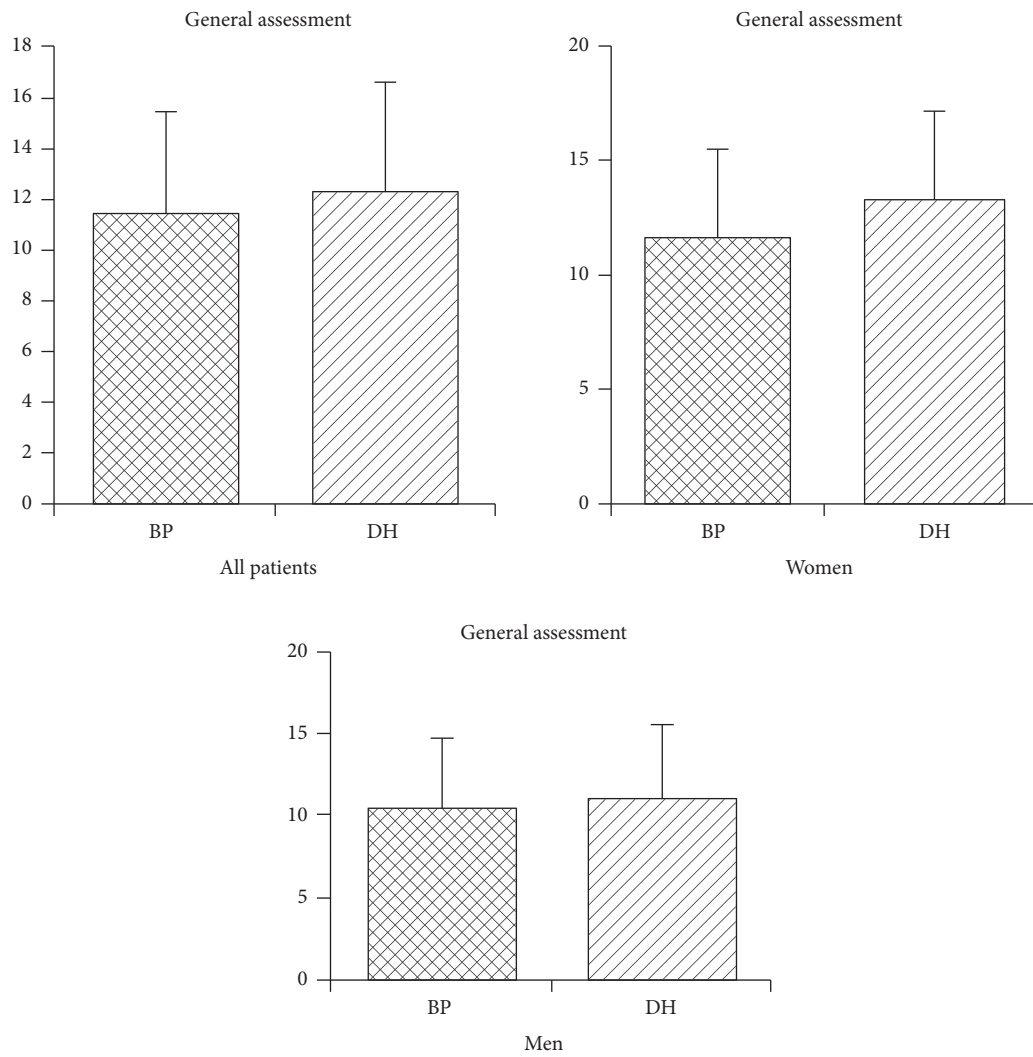 General assessment
18
16
14
12
10
8
6
4
2
0
BP DH
All patients
General assessment
20
15
10
5
0
BP DH
Women
General assessment
20
15
10
5
0
BP DH
Men